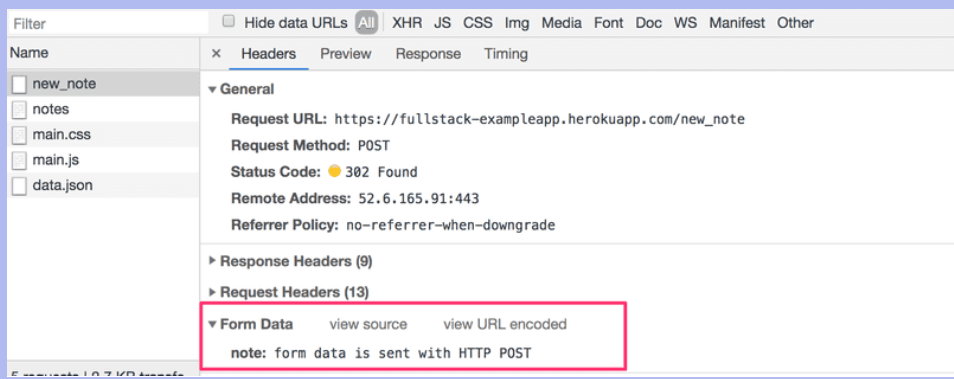 Filter
Hide data URLs All XHR JS CSS Img Media Font Doc WS Manifest Other
Name
× Headers Preview Response Timing
new_note
notes
main.css
main.js
data.json
▼ General
Request URL: https://fullstack-exampleapp.herokuapp.com/new_note
Request Method: POST
Status Code: 302 Found
Remote Address: 52.6.165.91:443
Referrer Policy: no-referrer-when-downgrade
▶ Response Headers (9)
▶ Request Headers (13)
▼ Form Data view source view URL encoded
note: form data is sent with HTTP POST
5 requests | 9.7 KB